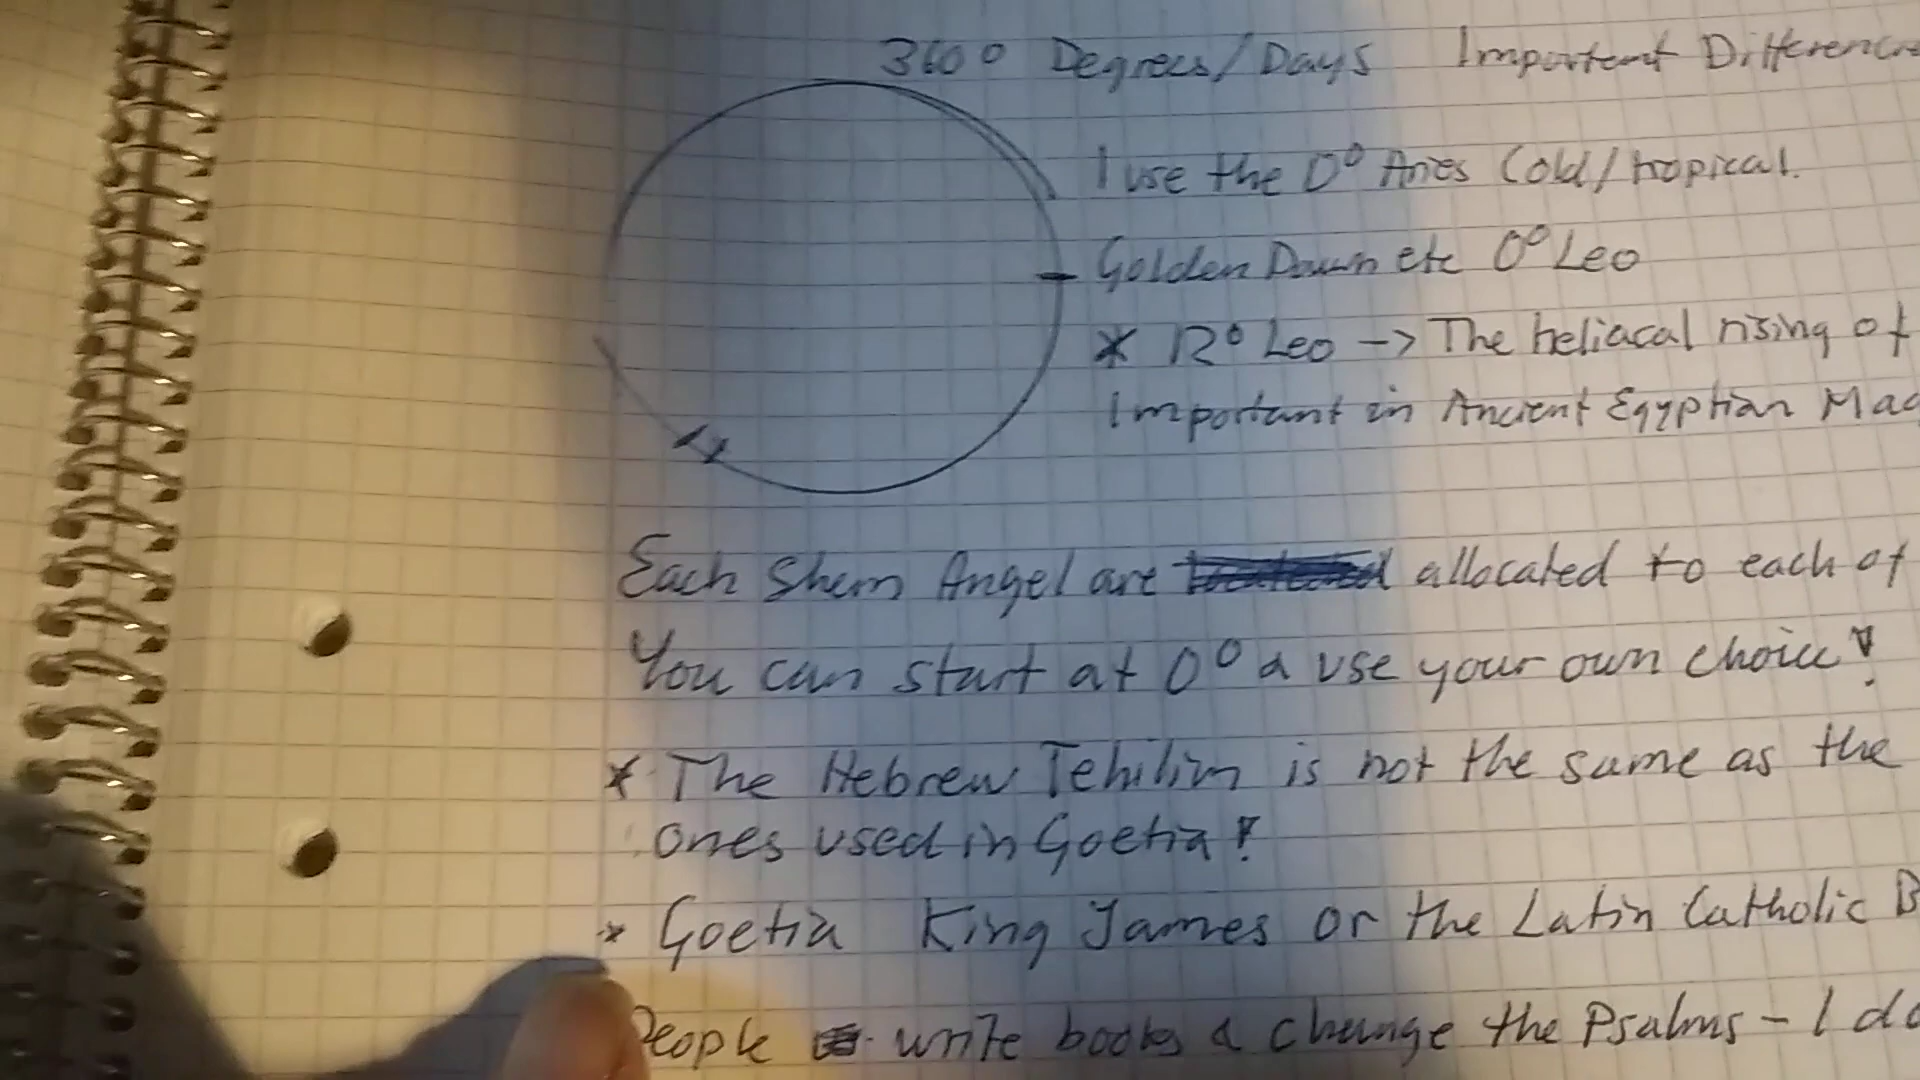 360° Degrees/Days Important Difference
I use the 0° Aries Cold/tropical.
Golden Dawn etc 0° Leo
* 12° Leo -> The heliacal rising of
Important in Ancient Egyptian Mag
Each Shem Angel are allocated to each of
You can start at 0° & use your own choice!
* The Hebrew Tehilim is not the same as the
ones used in Goetia!
* Goetia King James or the Latin Catholic B
People write books & change the Psalms - I do